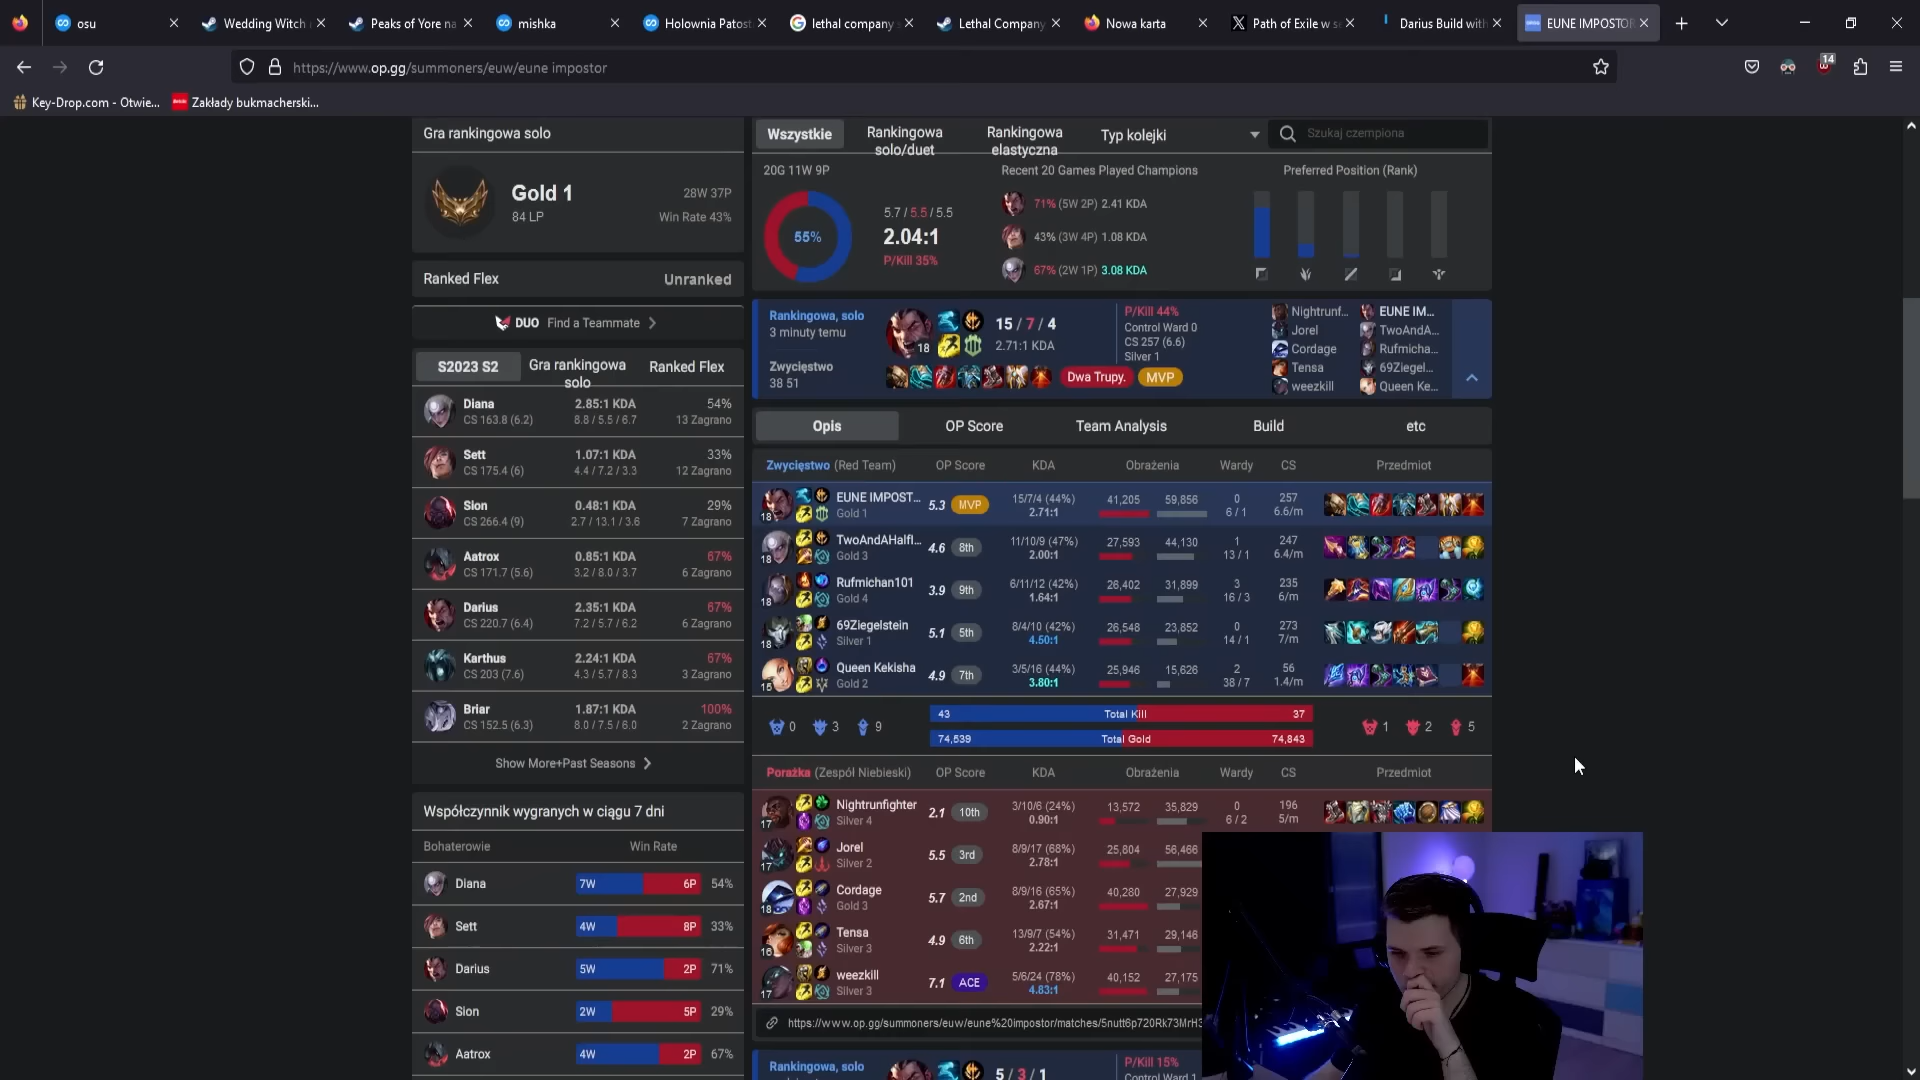 osu
Wedding Witch
Peaks of Yore na
mishka
Holownia Patost
lethal company s
Lethal Company
Nowa karta
Path of Exile w se
Darius Build with
EUNE IMPOSTOR
https://www.op.gg/summoners/euw/eune impostor
14
Key-Drop.com - Otwie...
Zakłady bukmacherski...
Gra rankingowa solo
Gold 1
84 LP
28W 37P
Win Rate 43%
Ranked Flex
Unranked
DUO Find a Teammate
S2023 S2
Gra rankingowa solo
Ranked Flex
Diana 2.85:1 KDA 54%
CS 163.8 (6.2) 8.8 / 5.5 / 6.7 13 Zagrano
Sett 1.07:1 KDA 33%
CS 175.4 (6) 4.4 / 7.2 / 3.3 12 Zagrano
Sion 0.48:1 KDA 29%
CS 266.4 (9) 2.7 / 13.1 / 3.6 7 Zagrano
Aatrox 0.85:1 KDA 67%
CS 171.7 (5.6) 3.2 / 8.0 / 3.7 6 Zagrano
Darius 2.35:1 KDA 67%
CS 220.7 (6.4) 7.2 / 5.7 / 6.2 6 Zagrano
Karthus 2.24:1 KDA 67%
CS 203 (7.6) 4.3 / 5.7 / 8.3 3 Zagrano
Briar 1.87:1 KDA 100%
CS 152.5 (6.3) 8.0 / 7.5 / 6.0 2 Zagrano
Show More+Past Seasons
Współczynnik wygranych w ciągu 7 dni
Bohaterowie Win Rate
Diana 7W 6P 54%
Sett 4W 8P 33%
Darius 5W 2P 71%
Sion 2W 5P 29%
Aatrox 4W 2P 67%
Wszystkie
Rankingowa solo/duet
Rankingowa elastyczna
Typ kolejki
Szukaj czempiona
20G 11W 9P
55%
5.7 / 5.5 / 5.5
2.04:1
P/Kill 35%
Recent 20 Games Played Champions
71% (5W 2P) 2.41 KDA
43% (3W 4P) 1.08 KDA
67% (2W 1P) 3.08 KDA
Preferred Position (Rank)
Rankingowa, solo
3 minuty temu
Zwycięstwo
38 51
18
15 / 7 / 4
2.71:1 KDA
Dwa Trupy.
MVP
P/Kill 44%
Control Ward 0
CS 257 (6.6)
Silver 1
Nightrunf... EUNE IM...
Jorel TwoAndA...
Cordage Rufmicha...
Tensa 69Ziegel...
weezkill Queen Ke...
Opis OP Score Team Analysis Build etc
Zwycięstwo (Red Team) OP Score KDA Obrażenia Wardy CS Przedmiot
EUNE IMPOST... 5.3 MVP 15/7/4 (44%) 41,205 59,856 0 257
18 Gold 1 2.71:1 6 / 1 6.6/m
TwoAndAHalfI... 4.6 8th 11/10/9 (47%) 27,593 44,130 1 247
18 Gold 3 2.00:1 13 / 1 6.4/m
Rufmichan101 3.9 9th 6/11/12 (42%) 26,402 31,899 3 235
18 Gold 4 1.64:1 16 / 3 6/m
69Ziegelstein 5.1 5th 8/4/10 (42%) 26,548 23,852 0 273
18 Silver 1 4.50:1 14 / 1 7/m
Queen Kekisha 4.9 7th 3/5/16 (44%) 25,946 15,626 2 56
15 Gold 2 3.80:1 38 / 7 1.4/m
0 3 9
43 Total Kill 37
74,539 Total Gold 74,843
1 2 5
Porażka (Zespół Niebieski) OP Score KDA Obrażenia Wardy CS Przedmiot
Nightrunfighter 2.1 10th 3/10/6 (24%) 13,572 35,829 0 196
17 Silver 4 0.90:1 6 / 2 5/m
Jorel 5.5 3rd 8/9/17 (68%) 25,804 56,466
17 Silver 2 2.78:1
Cordage 5.7 2nd 8/9/16 (65%) 40,280 27,929
18 Gold 3 2.67:1
Tensa 4.9 6th 13/9/7 (54%) 31,471 29,146
16 Silver 3 2.22:1
weezkill 7.1 ACE 5/6/24 (78%) 40,152 27,175
17 Silver 3 4.83:1
https://www.op.gg/summoners/euw/eune%20impostor/matches/5nutt6p720Rk73MrH3
Rankingowa, solo
5 / 3 / 1
P/Kill 15%
Control Ward 1